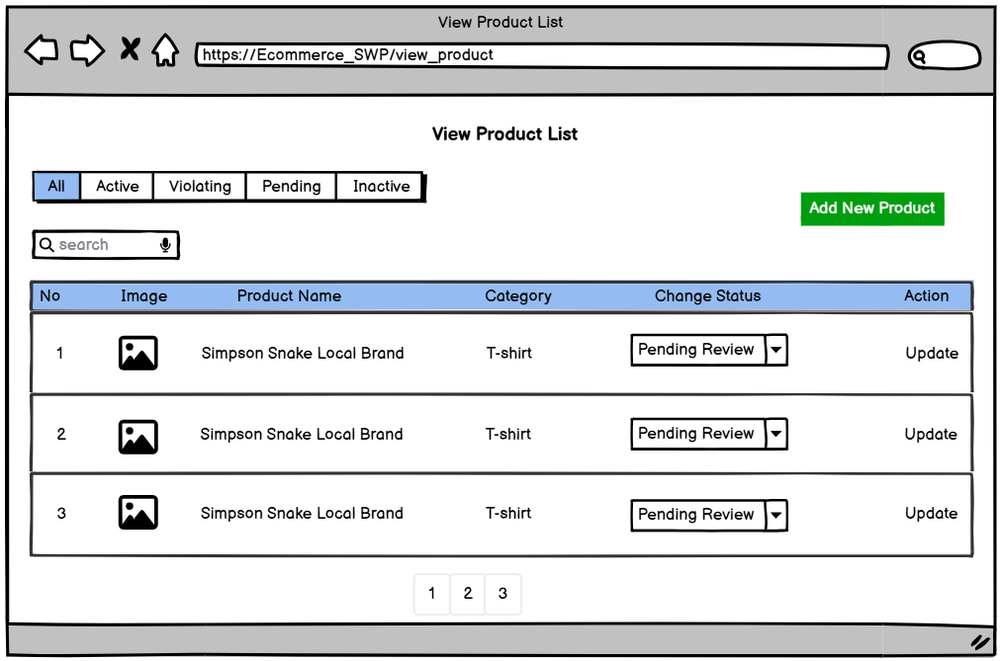 View Product List
https://Ecommerce_SWP/view_product
View Product List
All Active Violating Pending Inactive
Add New Product
search
No Image Product Name Category Change Status Action
1 Simpson Snake Local Brand T-shirt Pending Review Update
2 Simpson Snake Local Brand T-shirt Pending Review Update
3 Simpson Snake Local Brand T-shirt Pending Review Update
1 2 3